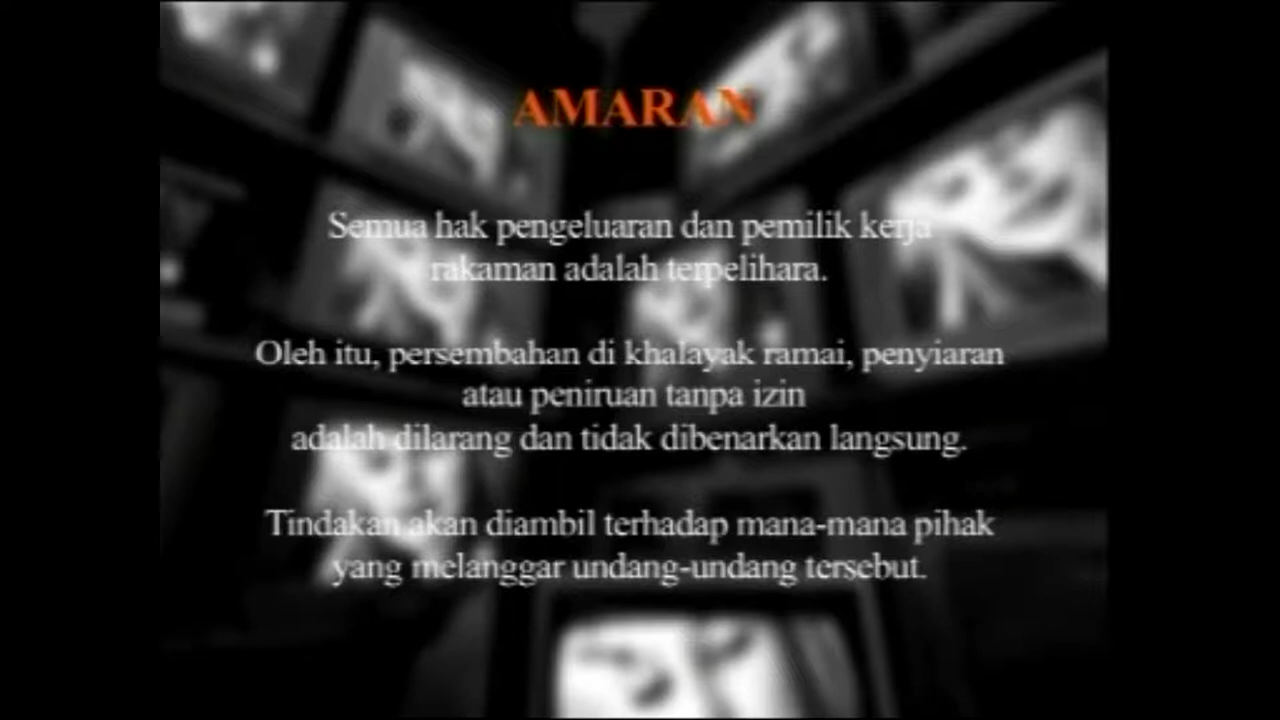 AMARAN
Semua hak pengeluaran dan pemilik kerja
rakaman adalah terpelihara.
Oleh itu, persembahan di khalayak ramai, penyiaran
atau peniruan tanpa izin
adalah dilarang dan tidak dibenarkan langsung.
Tindakan akan diambil terhadap mana-mana pihak
yang melanggar undang-undang tersebut.